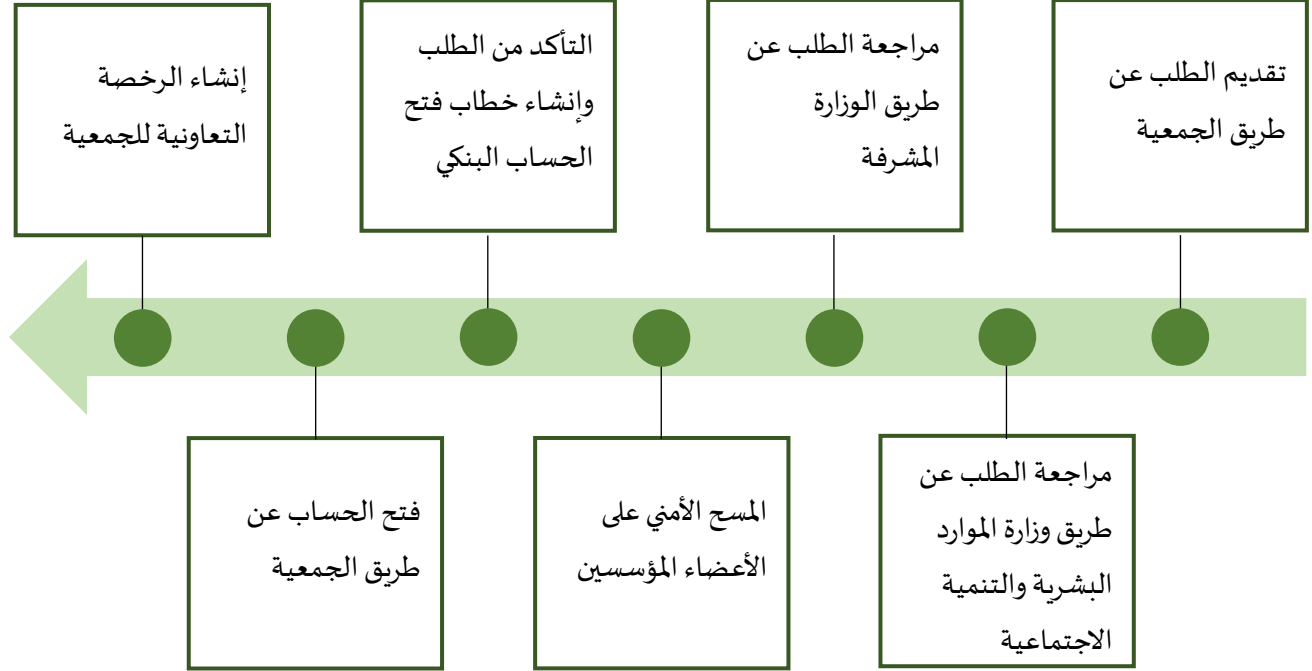 تقديم الطلب عن
طريق الجمعية
مراجعة الطلب عن
طريق وزارة الموارد
البشرية والتنمية
الاجتماعية
مراجعة الطلب عن
طريق الوزارة
المشرفة
المسح الأمني على
الأعضاء المؤسسين
التأكد من الطلب
وإنشاء خطاب فتح
الحساب البنكي
فتح الحساب عن
طريق الجمعية
إنشاء الرخصة
التعاونية للجمعية